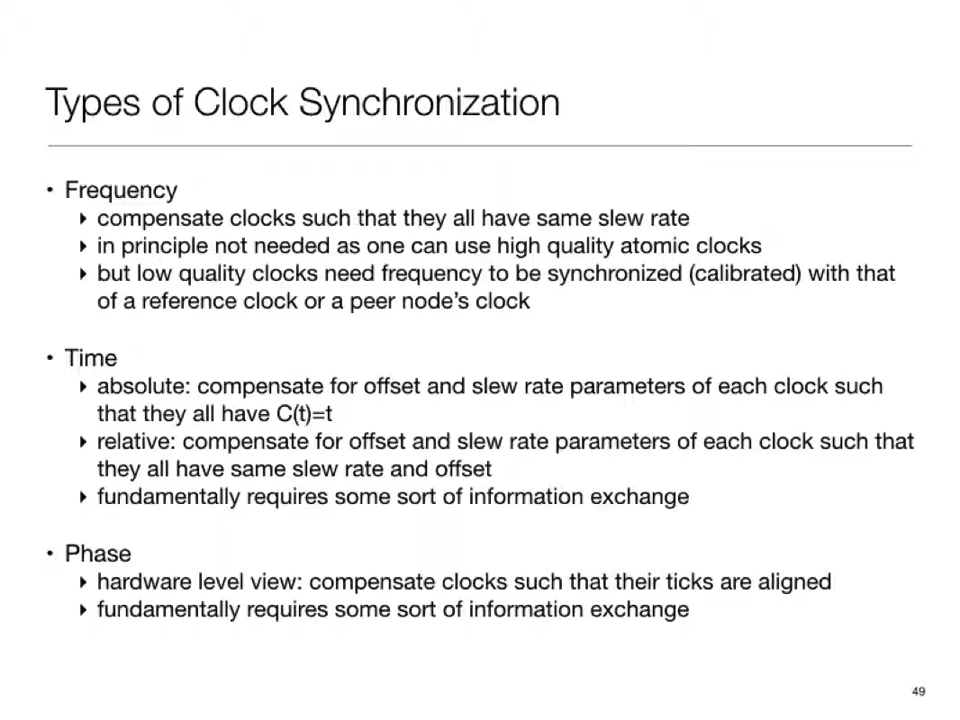 Types of Clock Synchronization
• Frequency
‣ compensate clocks such that they all have same slew rate
‣ in principle not needed as one can use high quality atomic clocks
‣ but low quality clocks need frequency to be synchronized (calibrated) with that
of a reference clock or a peer node’s clock
• Time
‣ absolute: compensate for offset and slew rate parameters of each clock such
that they all have C(t)=t
‣ relative: compensate for offset and slew rate parameters of each clock such that
they all have same slew rate and offset
‣ fundamentally requires some sort of information exchange
• Phase
‣ hardware level view: compensate clocks such that their ticks are aligned
‣ fundamentally requires some sort of information exchange
49